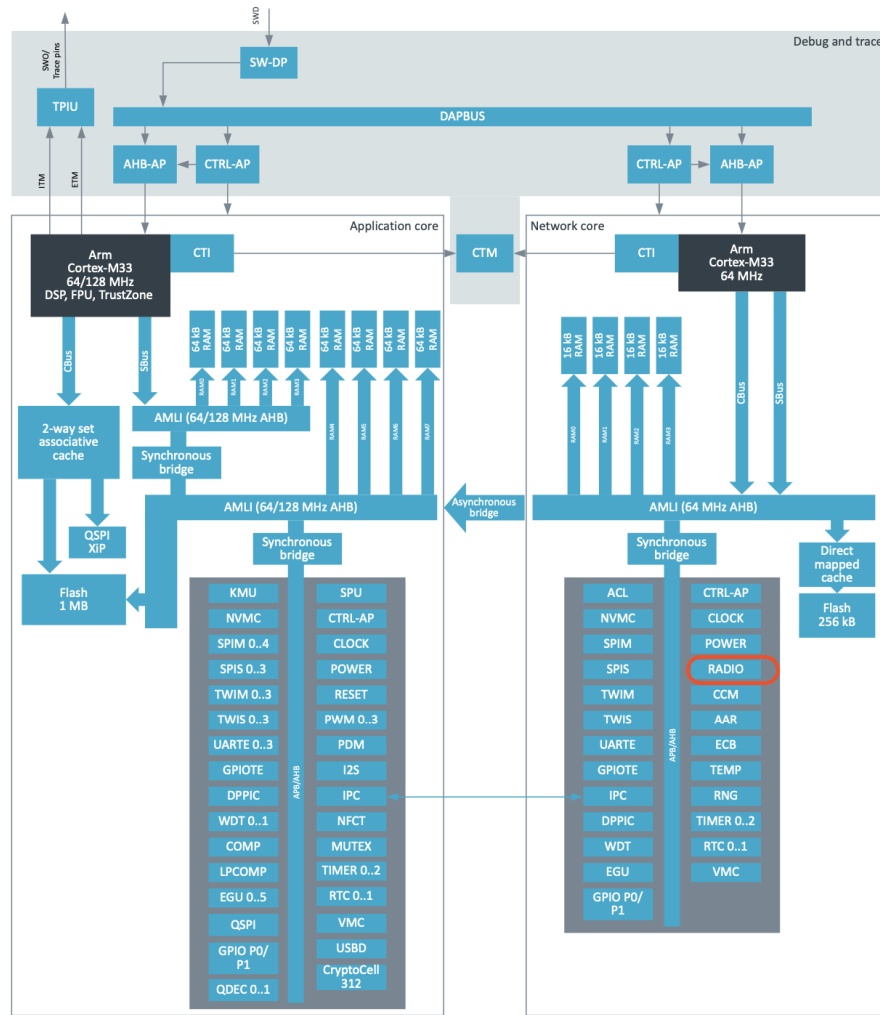 SWD
SWO/
Trace pins
Debug and trace
SW-DP
TPIU
DAPBUS
ITM
ETM
AHB-AP
CTRL-AP
CTRL-AP
AHB-AP
Application core
Network core
Arm
Cortex-M33
64/128 MHz
DSP, FPU, TrustZone
CTI
CTM
CTI
Arm
Cortex-M33
64 MHz
64 kB
RAM
64 kB
RAM
64 kB
RAM
64 kB
RAM
64 kB
RAM
64 kB
RAM
64 kB
RAM
64 kB
RAM
16 kB
RAM
16 kB
RAM
16 kB
RAM
16 kB
RAM
CBus
SBus
RAM0
RAM1
RAM2
RAM3
RAM4
RAM5
RAM6
RAM7
RAM0
RAM1
RAM2
RAM3
CBus
SBus
2-way set
associative
cache
AMLI (64/128 MHz AHB)
Synchronous
bridge
AMLI (64/128 MHz AHB)
Asynchronous
bridge
AMLI (64 MHz AHB)
QSPI
XiP
Synchronous
bridge
Synchronous
bridge
Direct
mapped
cache
Flash
1 MB
Flash
256 kB
KMU
NVMC
SPIM 0..4
SPIS 0..3
TWIM 0..3
TWIS 0..3
UARTE 0..3
GPIOTE
DPPIC
WDT 0..1
COMP
LPCOMP
EGU 0..5
QSPI
GPIO P0/
P1
QDEC 0..1
APB/AHB
SPU
CTRL-AP
CLOCK
POWER
RESET
PWM 0..3
PDM
I2S
IPC
NFCT
MUTEX
TIMER 0..2
RTC 0..1
VMC
USBD
CryptoCell
312
ACL
NVMC
SPIM
SPIS
TWIM
TWIS
UARTE
GPIOTE
IPC
DPPIC
WDT
EGU
GPIO P0/
P1
APB/AHB
CTRL-AP
CLOCK
POWER
RADIO
CCM
AAR
ECB
TEMP
RNG
TIMER 0..2
RTC 0..1
VMC